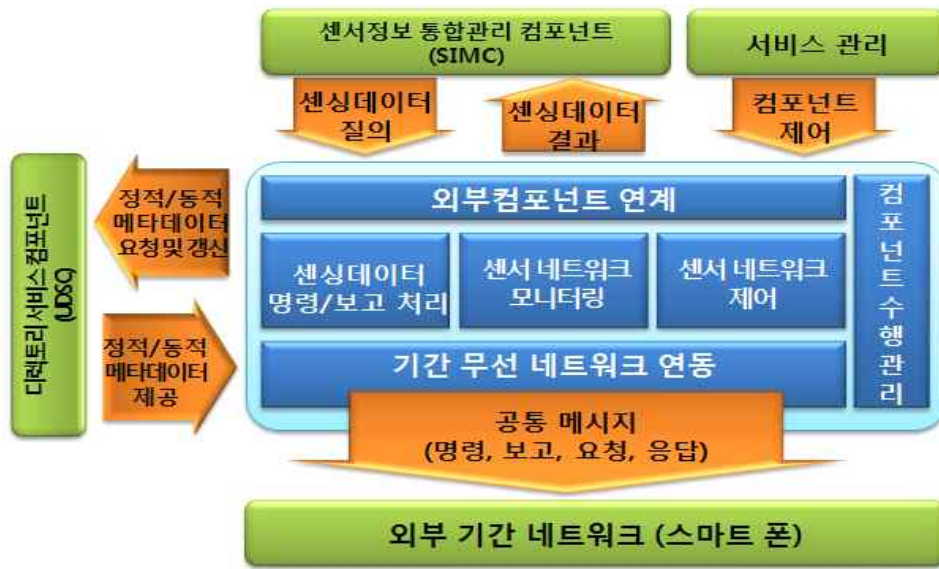 센서정보 통합관리 컴포넌트
(SIMC)
서비스 관리
센싱데이터
질의
센싱데이터
결과
컴포넌트
제어
디렉토리 서비스 컴포넌트
(UDSC)
정적/동적
메타데이터
요청 및 갱신
정적/동적
메타데이터
제공
외부컴포넌트 연계
센싱데이터
명령/보고 처리
센서 네트워크
모니터링
센서 네트워크
제어
기간 무선 네트워크 연동
컴포넌트수행관리
공통 메시지
(명령, 보고, 요청, 응답)
외부 기간 네트워크 (스마트 폰)